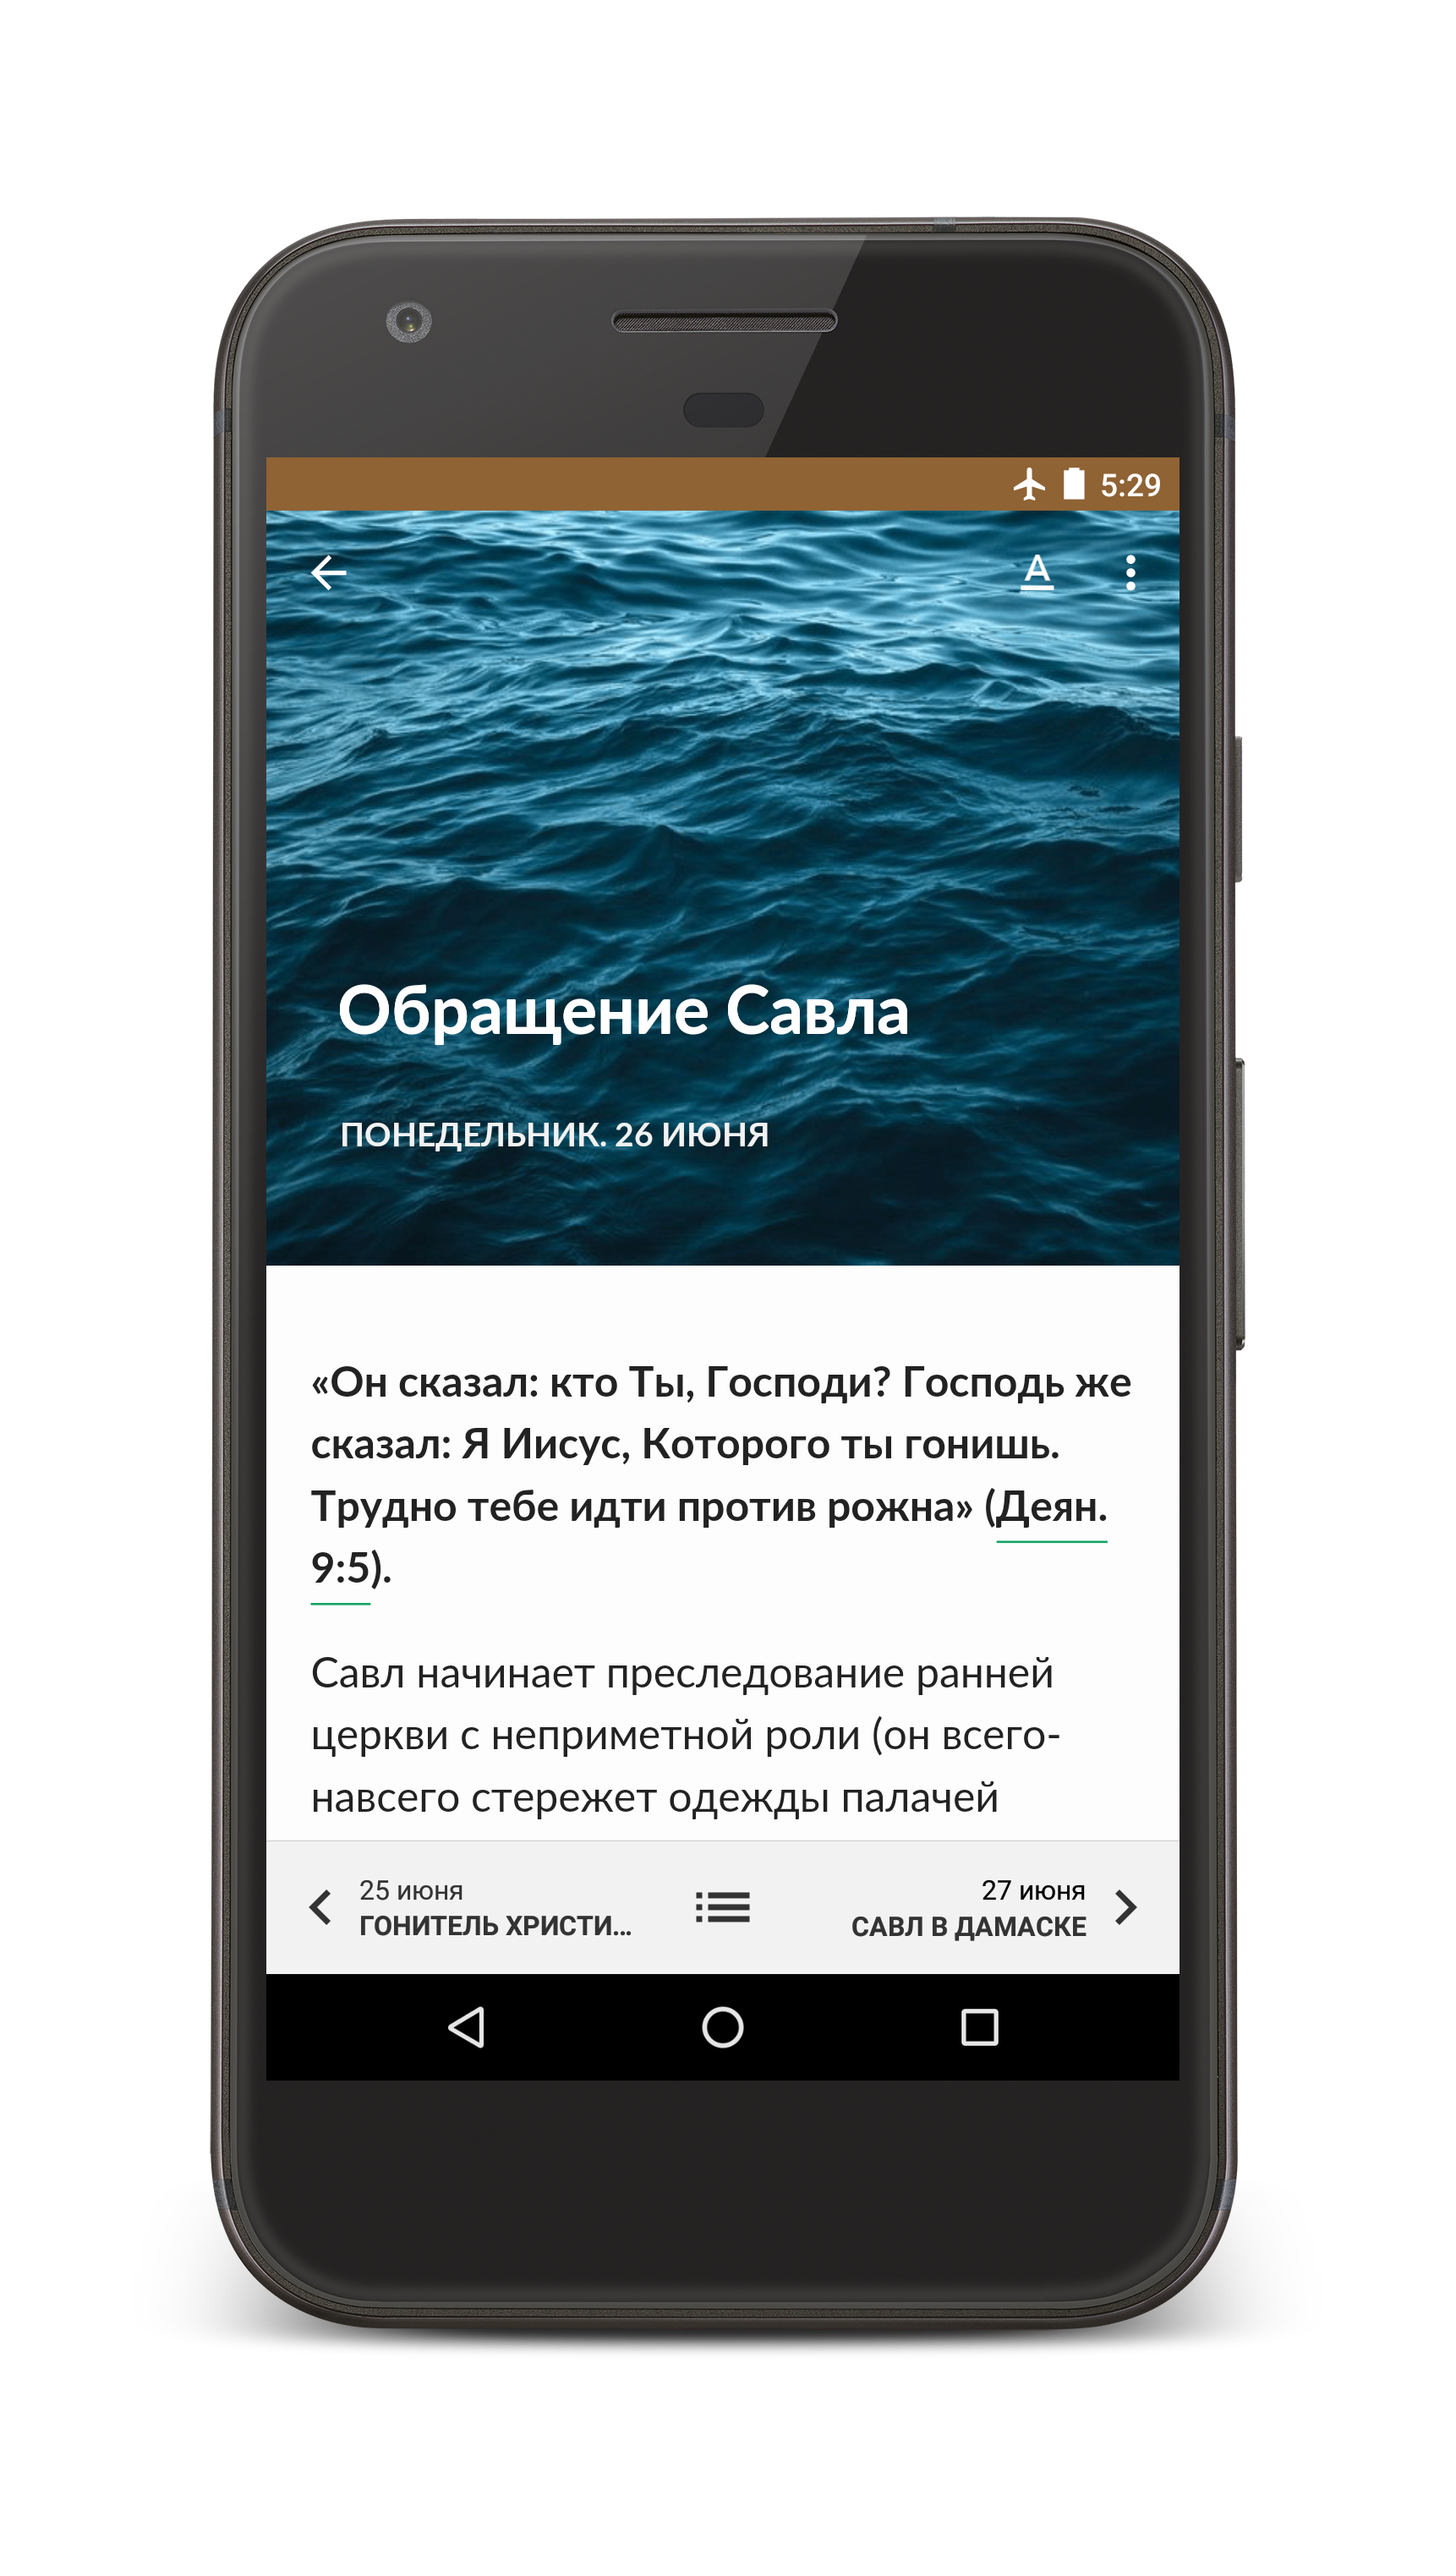 5:29
A
Обращение Савла
ПОНЕДЕЛЬНИК. 26 ИЮНЯ
«Он сказал: кто Ты, Господи? Господь же
сказал: Я Иисус, Которого ты гонишь.
Трудно тебе идти против рожна» (Деян.
9:5).
Савл начинает преследование ранней
церкви с неприметной роли (он всего-
навсего стережет одежды палачей
25 июня
ГОНИТЕЛЬ ХРИСТИ...
27 июня
САВЛ В ДАМАСКЕ